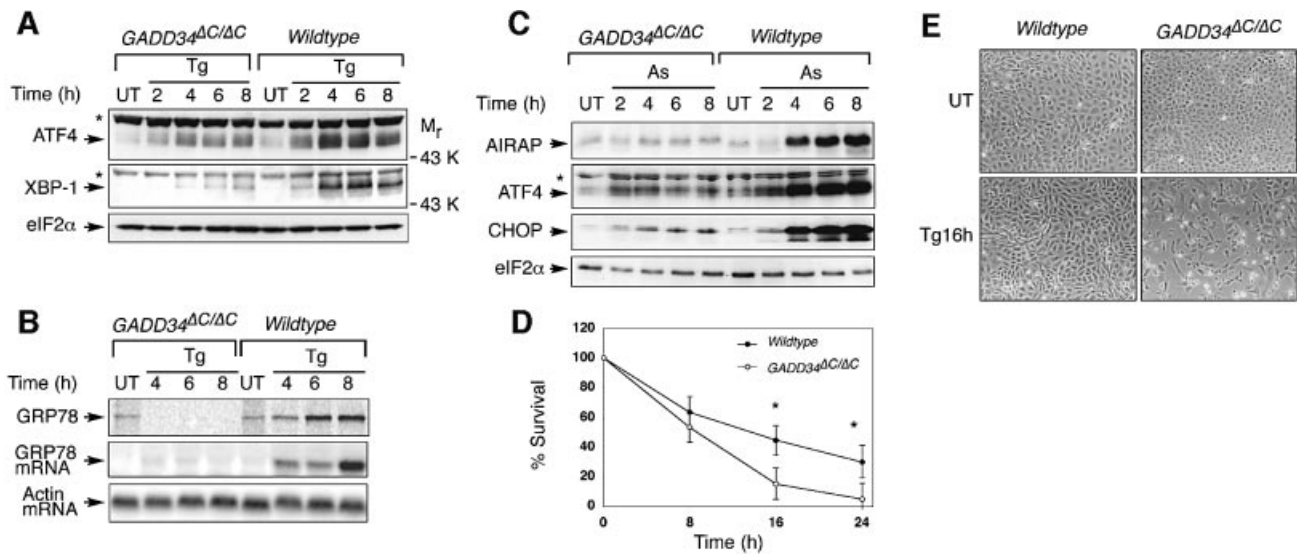 A
GADD34ΔC/ΔC Wildtype
Tg Tg
Time (h) UT 2 4 6 8 UT 2 4 6 8
*
ATF4
Mr
-43 K
*
XBP-1
-43 K
eIF2α
B
GADD34ΔC/ΔC Wildtype
Tg Tg
Time (h) UT 4 6 8 UT 4 6 8
GRP78
GRP78
mRNA
Actin
mRNA
C
GADD34ΔC/ΔC Wildtype
As As
Time (h) UT 2 4 6 8 UT 2 4 6 8
AIRAP
*
ATF4
CHOP
eIF2α
D
% Survival
120
100
80
60
40
20
0
Wildtype
GADD34ΔC/ΔC
*
*
0 8 16 24
Time (h)
E
Wildtype GADD34ΔC/ΔC
UT
Tg16h